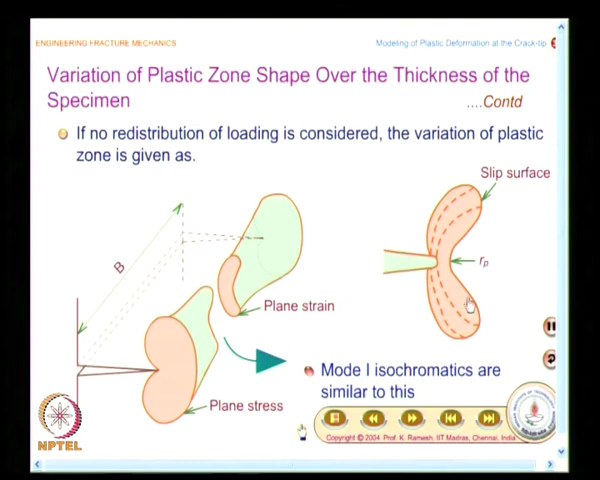 ENGINEERING FRACTURE MECHANICS
Modeling of Plastic Deformation at the Crack-tip
Variation of Plastic Zone Shape Over the Thickness of the
Specimen
....Contd
If no redistribution of loading is considered, the variation of plastic
zone is given as.
Slip surface
B
rp
Plane strain
Mode I isochromatics are
similar to this
Plane stress
NPTEL
Copyright © 2004 Prof. K. Ramesh, IIT Madras, Chennai, India